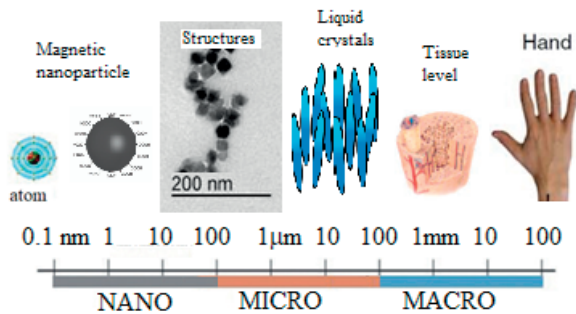 Magnetic
nanoparticle
Structures
Liquid
crystals
Tissue
level
Hand
atom
200 nm
0.1 nm 1 10 100 1μm 10 100 1mm 10 100
NANO MICRO MACRO